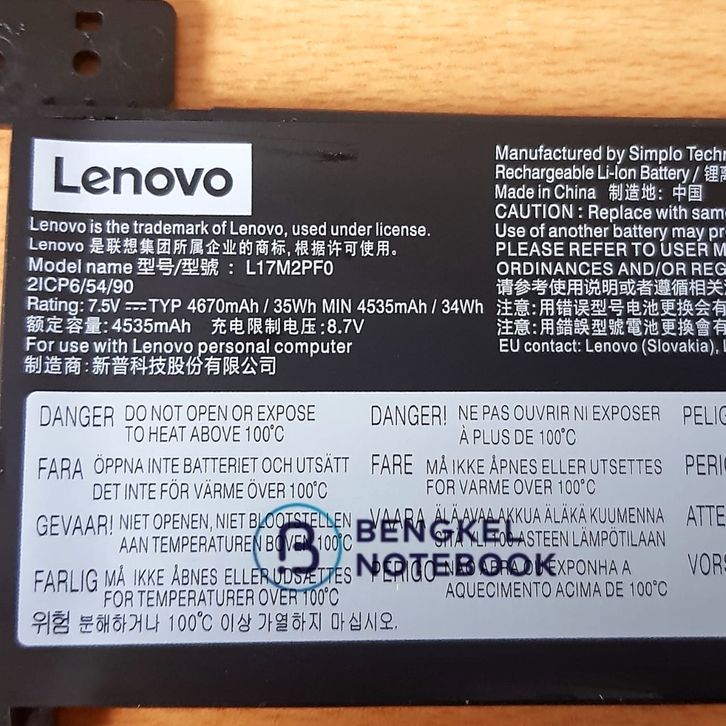 Lenovo
Lenovo is the trademark of Lenovo, used under license.
Lenovo 是联想集团所属企业的商标,根据许可使用。
Model name 型号/型號 : L17M2PF0
2ICP6/54/90
Rating: 7.5V ⎓ TYP 4670mAh / 35Wh MIN 4535mAh / 34Wh
额定容量: 4535mAh 充电限制电压: 8.7V
For use with Lenovo personal computer
制造商:新普科技股份有限公司
Manufactured by Simplo Techn
Rechargeable Li-Ion Battery / 锂
Made in China 制造地: 中国
CAUTION : Replace with sam
Use of another battery may pr
PLEASE REFER TO USER M
ORDINANCES AND/OR REG
请参考使用说明或者遵循相关
注意:用错误型号电池更换会有
注意:用錯誤型號電池更換會有
EU contact: Lenovo (Slovakia),
DANGER DO NOT OPEN OR EXPOSE
TO HEAT ABOVE 100°C
DANGER! NE PAS OUVRIR NI EXPOSER
À PLUS DE 100°C
FARA ÖPPNA INTE BATTERIET OCH UTSÄTT
DET INTE FÖR VÄRME ÖVER 100°C
FARE MÅ IKKE ÅPNES ELLER UTSETTES
FOR VARME OVER 100°C
GEVAAR! NIET OPENEN, NIET BLOOTSTELLEN
AAN TEMPERATUREN BOVEN 100°C
VAARA ÄLÄ AVAA AKKUA ÄLÄKÄ KUUMENNA
FARLIG MÅ IKKE ÅBNES ELLER UDSÆTTES
FOR TEMPERATURER OVER 100°C
PERIGO NÃO ABRA OU EXPONHA A
AQUECIMENTO ACIMA DE 100°C
위험 분해하거나 100°C 이상 가열하지 마십시오.
PELIG
PERIC
ATTE
VORS
B BENGKEL
NOTEBOOK